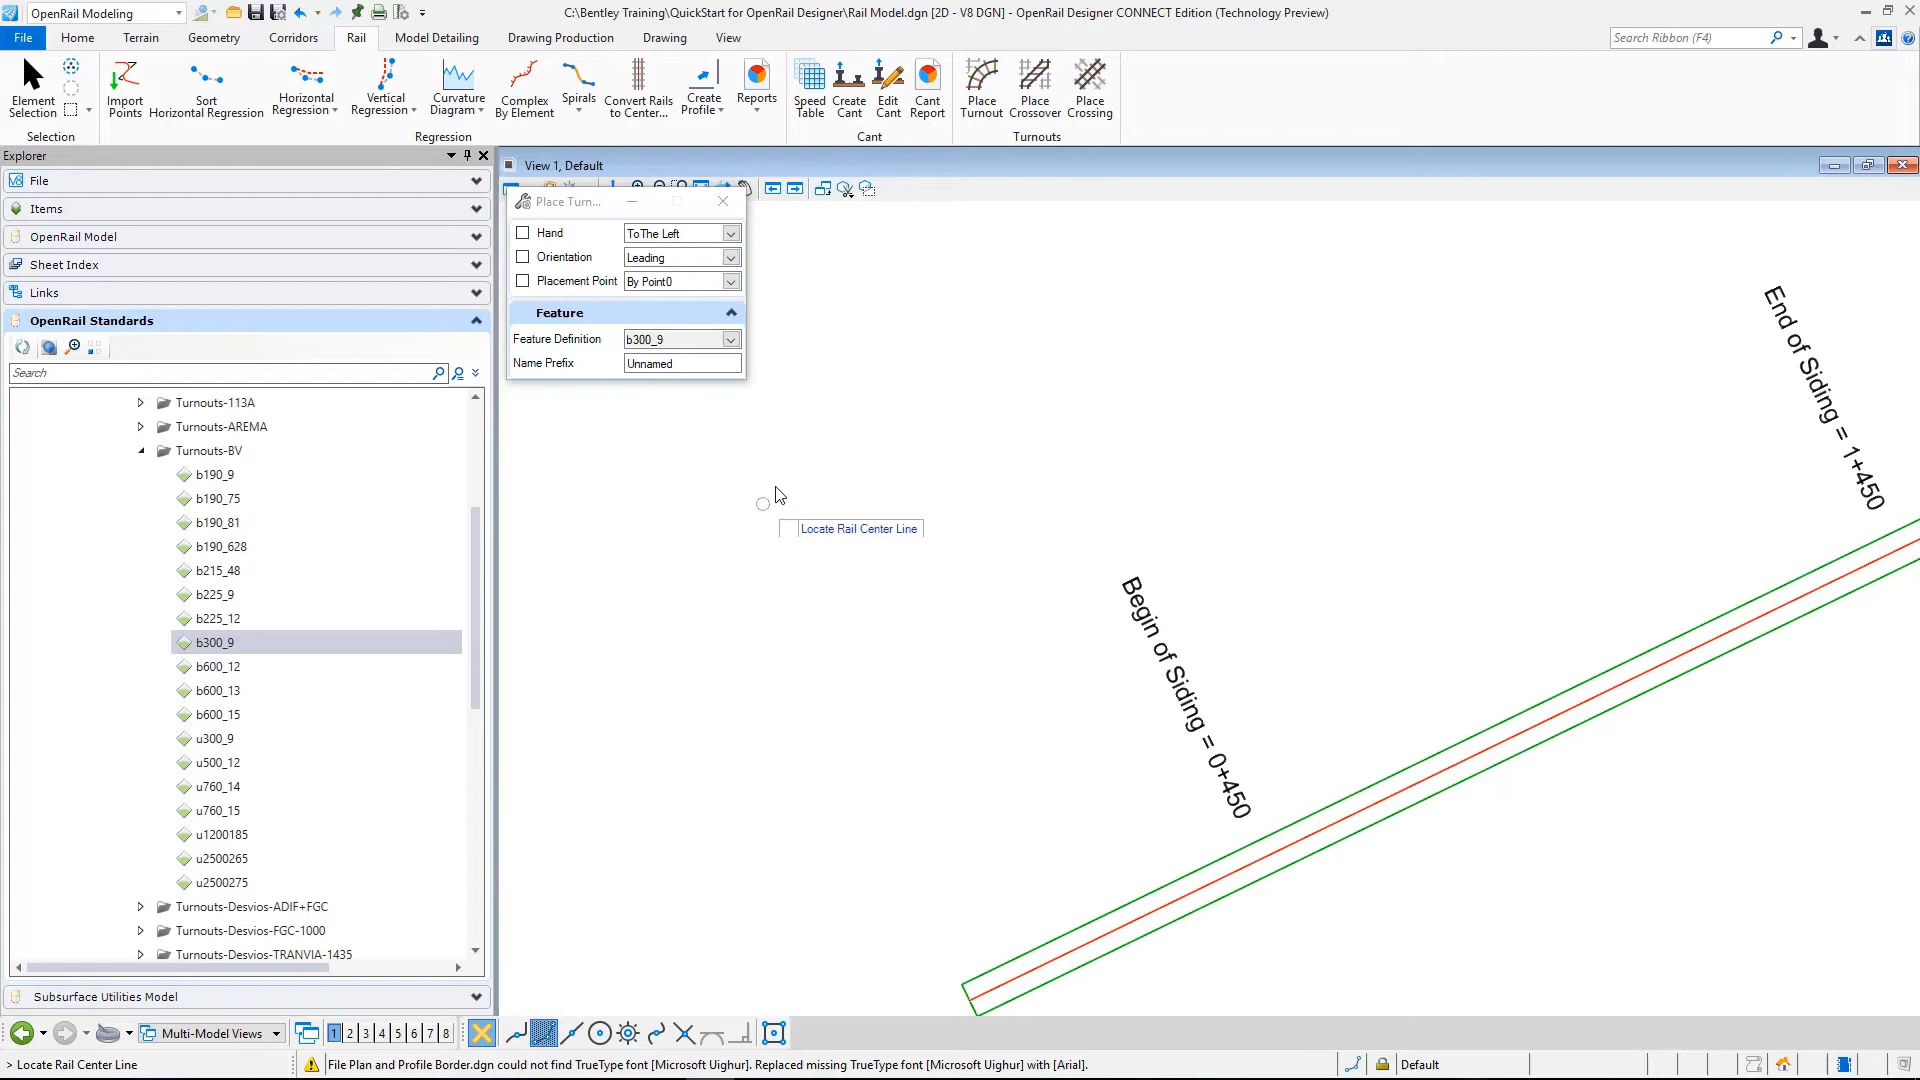 OpenRail Modeling
C:\Bentley Training\QuickStart for OpenRail Designer\Rail Model.dgn [2D - V8 DGN] - OpenRail Designer CONNECT Edition (Technology Preview)
File Home Terrain Geometry Corridors Rail Model Detailing Drawing Production Drawing View
Search Ribbon (F4)
Element Selection
Import Points
Sort Horizontal Regression
Horizontal Regression
Vertical Regression
Curvature Diagram
Complex By Element
Spirals
Convert Rails to Center...
Create Profile
Reports
Speed Table
Create Cant
Edit Cant
Cant Report
Place Turnout
Place Crossover
Place Crossing
Selection Regression Cant Turnouts
Explorer
File
Items
OpenRail Model
Sheet Index
Links
OpenRail Standards
Search
Turnouts-113A
Turnouts-AREMA
Turnouts-BV
b190_9
b190_75
b190_81
b190_628
b215_48
b225_9
b225_12
b300_9
b600_12
b600_13
b600_15
u300_9
u500_12
u760_14
u760_15
u1200185
u2500265
u2500275
Turnouts-Desvios-ADIF+FGC
Turnouts-Desvios-FGC-1000
Turnouts-Desvios-TRANVIA-1435
Subsurface Utilities Model
View 1, Default
Place Turn...
Hand ToThe Left
Orientation Leading
Placement Point By Point0
Feature
Feature Definition b300_9
Name Prefix Unnamed
Locate Rail Center Line
Begin of Siding = 0+450
End of Siding = 1+450
Multi-Model Views 1 2 3 4 5 6 7 8
> Locate Rail Center Line
File Plan and Profile Border.dgn could not find TrueType font [Microsoft Uighur]. Replaced missing TrueType font [Microsoft Uighur] with [Arial].
Default